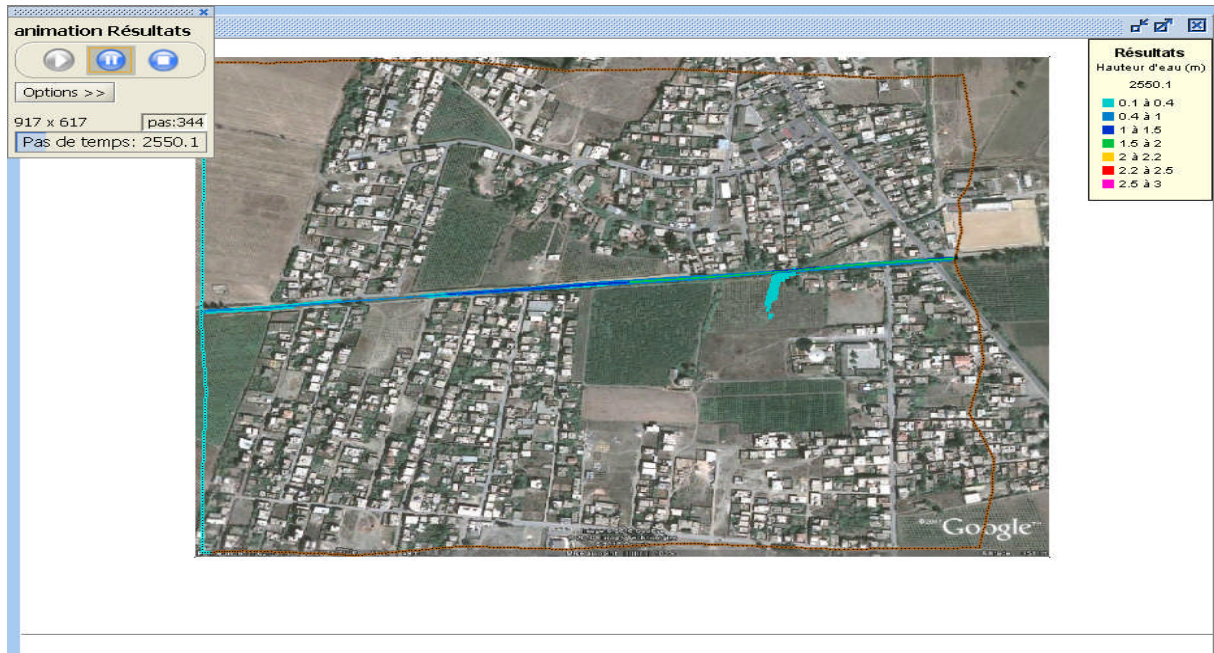 animation Résultats
Options >>
917 x 617
pas:344
Pas de temps: 2550.1
Résultats
Hauteur d'eau (m)
2550.1
0.1 à 0.4
0.4 à 1
1 à 1.5
1.5 à 2
2 à 2.2
2.2 à 2.5
2.5 à 3
Google™